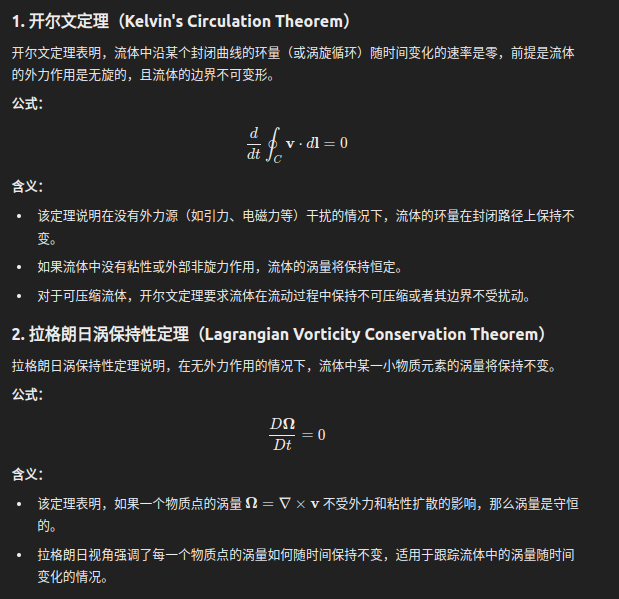 1. 开尔文定理（Kelvin's Circulation Theorem）
开尔文定理表明，流体中沿某个封闭曲线的环量（或涡旋循环）随时间变化的速率是零，前提是流体
的外力作用是无旋的，且流体的边界不可变形。
公式：
d/dt ∮_C v · dl = 0
含义：
• 该定理说明在没有外力源（如引力、电磁力等）干扰的情况下，流体的环量在封闭路径上保持不
变。
• 如果流体中没有粘性或外部非旋力作用，流体的涡量将保持恒定。
• 对于可压缩流体，开尔文定理要求流体在流动过程中保持不可压缩或者其边界不受扰动。
2. 拉格朗日涡保持性定理（Lagrangian Vorticity Conservation Theorem）
拉格朗日涡保持性定理说明，在无外力作用的情况下，流体中某一小物质元素的涡量将保持不变。
公式：
DΩ/Dt = 0
含义：
• 该定理表明，如果一个物质点的涡量 Ω = ∇ × v 不受外力和粘性扩散的影响，那么涡量是守恒
的。
• 拉格朗日视角强调了每一个物质点的涡量如何随时间保持不变，适用于跟踪流体中的涡量随时间
变化的情况。